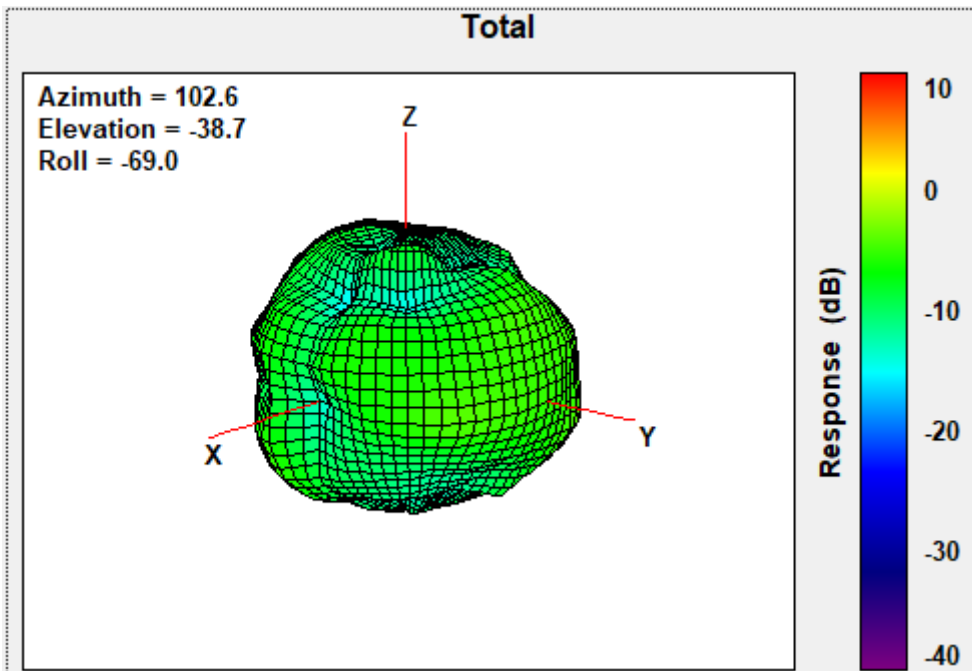 Total
Azimuth = 102.6
Elevation = -38.7
Roll = -69.0
Z
X
Y
Response (dB)
10
0
-10
-20
-30
-40